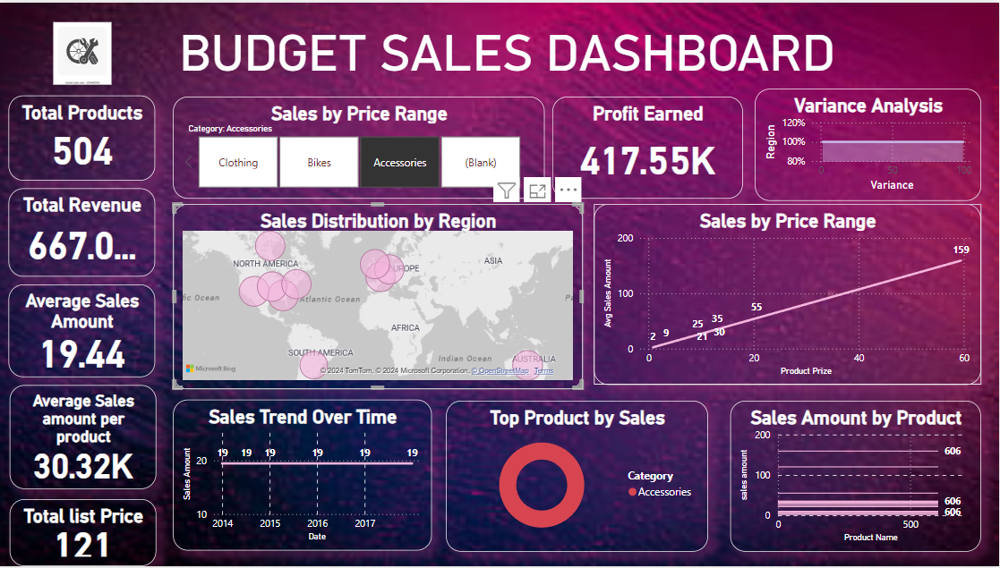 BUDGET SALES DASHBOARD
Total Products
504
Total Revenue
667.0...
Average Sales
Amount
19.44
Average Sales
amount per
product
30.32K
Total list Price
121
Sales by Price Range
Category: Accessories
Clothing
Bikes
Accessories
(Blank)
Profit Earned
417.55K
Variance Analysis
Region
120%
100%
80%
0
50
100
Variance
Sales Distribution by Region
NORTH AMERICA
EUROPE
ASIA
Atlantic Ocean
AFRICA
SOUTH AMERICA
Indian Ocean
AUSTRALIA
Microsoft Bing
© 2024 TomTom, © 2024 Microsoft Corporation, © OpenStreetMap Terms
Sales by Price Range
Avg Sales Amount
200
100
0
2
9
25
21
35
30
55
159
0
20
40
60
Product Prize
Sales Trend Over Time
Sales Amount
20
10
19
19
19
19
19
19
2014
2015
2016
2017
Date
Top Product by Sales
Category
Accessories
Sales Amount by Product
sales amount
200
100
0
606
606
606
0
500
Product Name